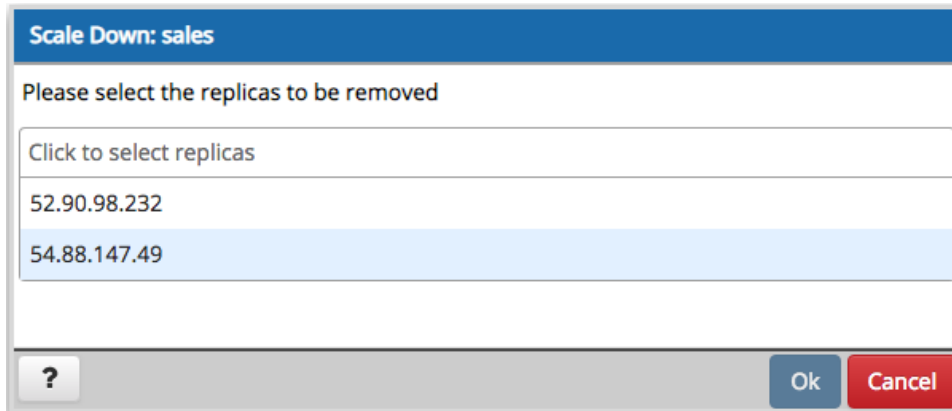 Scale Down: sales
Please select the replicas to be removed
Click to select replicas
52.90.98.232
54.88.147.49
? Ok Cancel